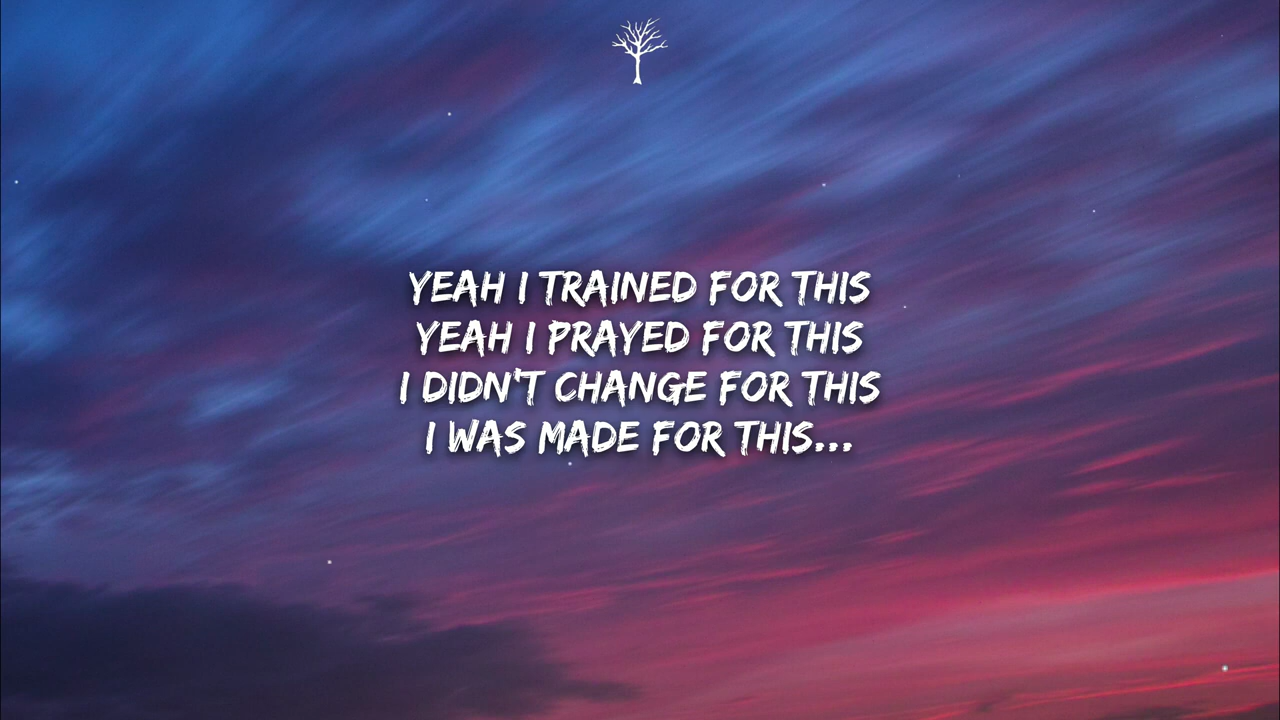 YEAH I TRAINED FOR THIS
YEAH I PRAYED FOR THIS
I DIDN'T CHANGE FOR THIS
I WAS MADE FOR THIS...